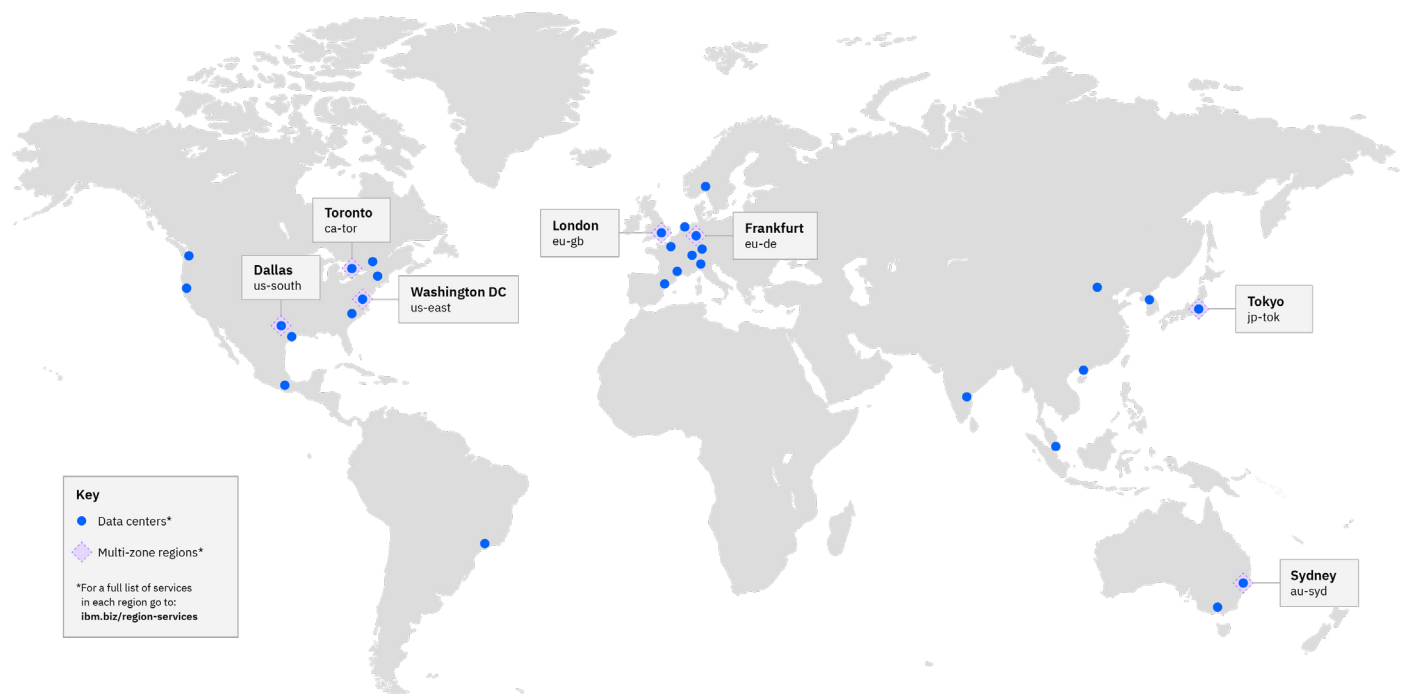 Toronto
ca-tor
London
eu-gb
Frankfurt
eu-de
Dallas
us-south
Washington DC
us-east
Tokyo
jp-tok
Key
Data centers*
Multi-zone regions*
*For a full list of services
in each region go to:
ibm.biz/region-services
Sydney
au-syd